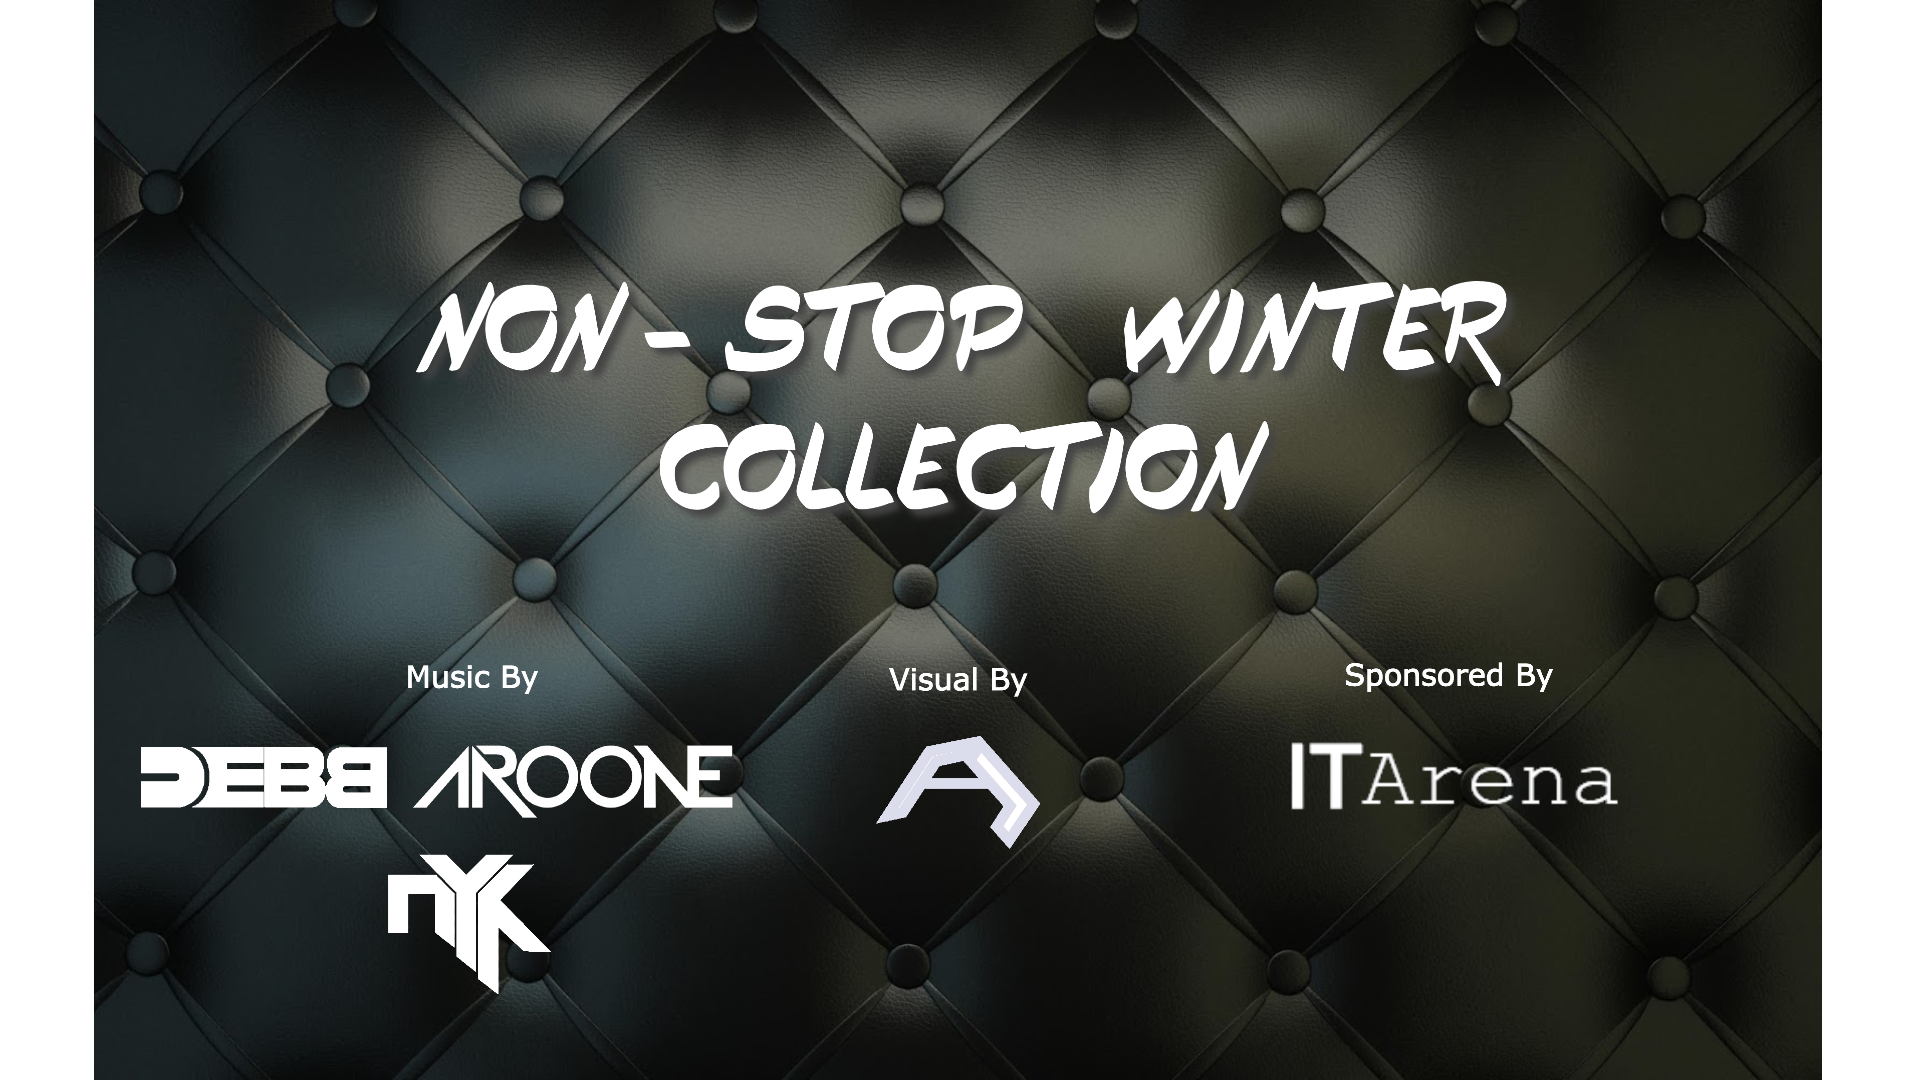 NON - STOP WINTER
COLLECTION
Music By
DEBB AROONE
NYK
Visual By
A
Sponsored By
ITArena